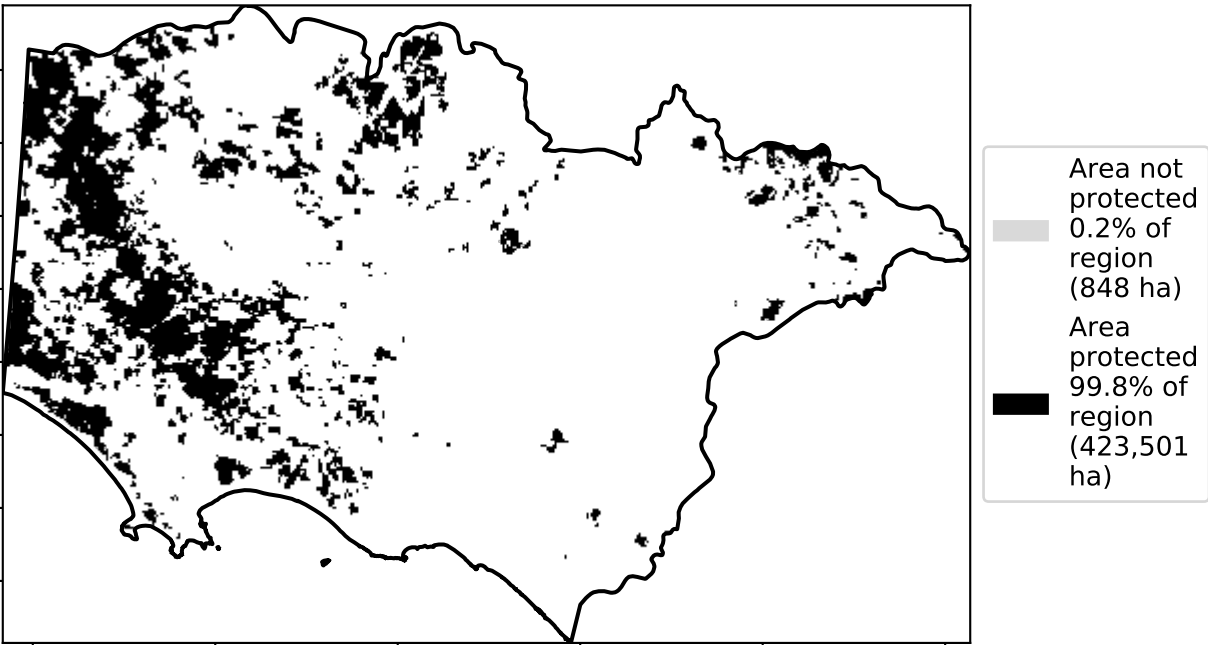 Area not
protected
0.2% of
region
(848 ha)
Area
protected
99.8% of
region
(423,501
ha)